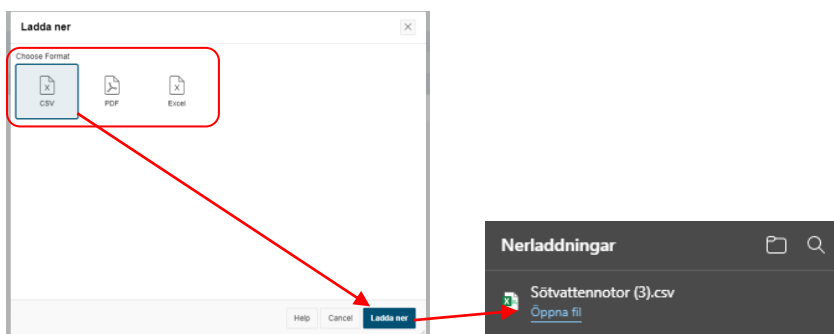 Ladda ner
Choose Format
CSV
PDF
Excel
Help Cancel Ladda ner
Nerladdningar
Sötvattennotor (3).csv
Öppna fil